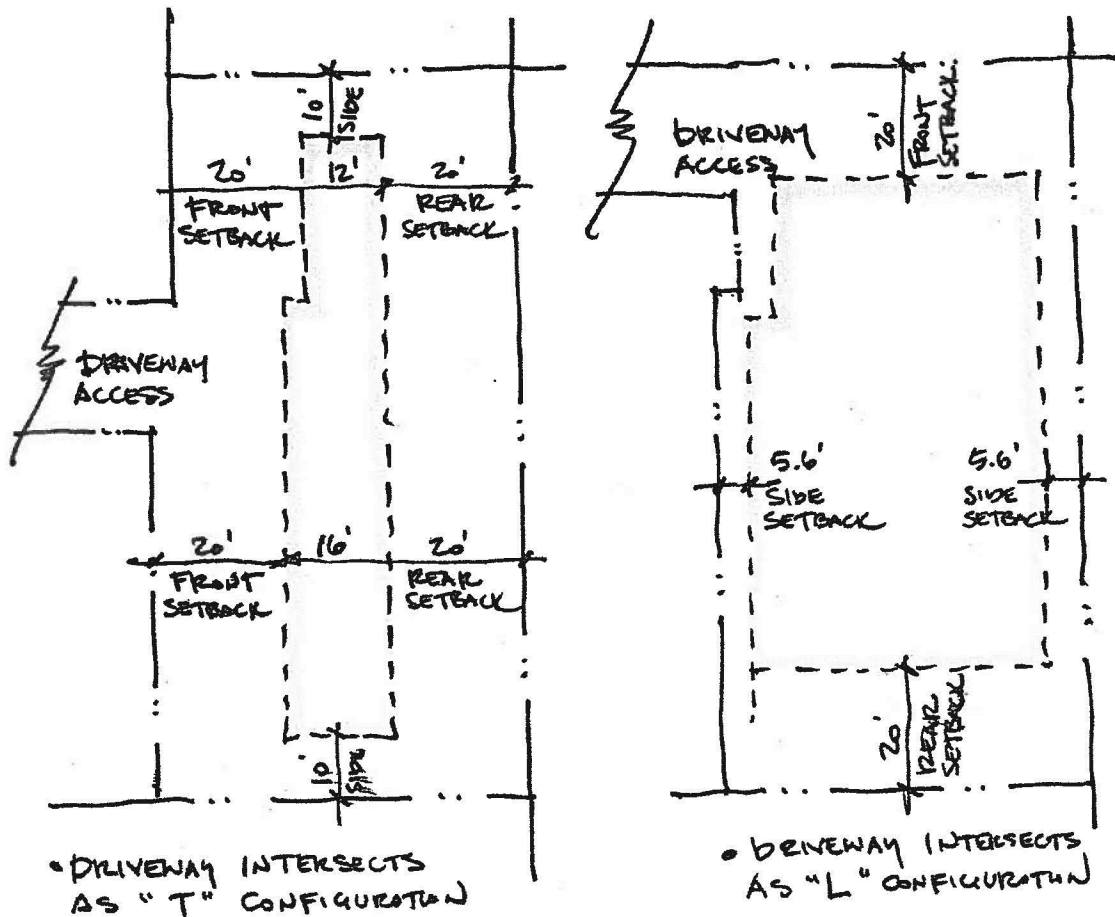 10'
SIDE
20'
12'
20'
FRONT
SETBACK
REAR
SETBACK
DRIVEWAY
ACCESS
20'
16'
20'
FRONT
SETBACK
REAR
SETBACK
10'
SIDE
• DRIVEWAY INTERSECTS
AS "T" CONFIGURATION
DRIVEWAY
ACCESS
20'
FRONT
SETBACK.
5.6'
SIDE
SETBACK
5.6'
SIDE
SETBACK
20'
REAR
SETBACK
• DRIVEWAY INTERSECTS
AS "L" CONFIGURATION